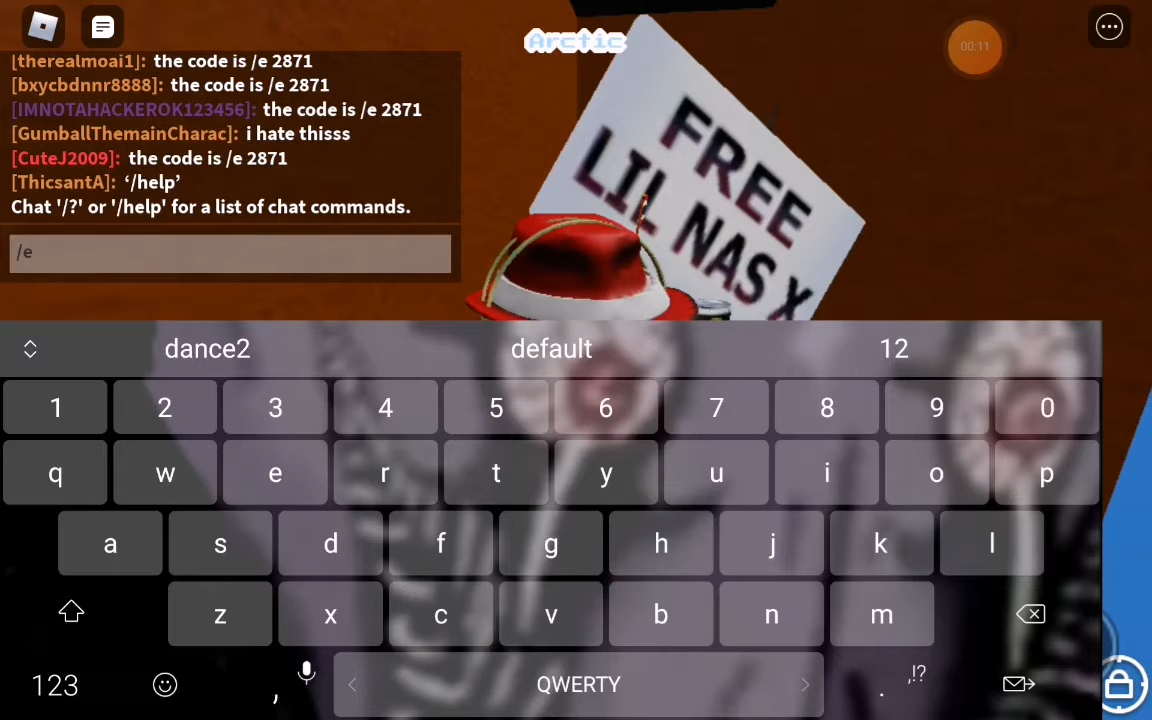 Arctic
00:11
[therealmoai1]: the code is /e 2871
[bxycbdnnr8888]: the code is /e 2871
[IMNOTAHACKEROK123456]: the code is /e 2871
[GumballThemainCharac]: i hate thisss
[CuteJ2009]: the code is /e 2871
[ThicsantA]: ‘/help’
Chat '/?' or '/help' for a list of chat commands.
/e
FREE
LIL NAS X
dance2 default 12
1 2 3 4 5 6 7 8 9 0
q w e r t y u i o p
a s d f g h j k l
z x c v b n m
123 , QWERTY . ,!?